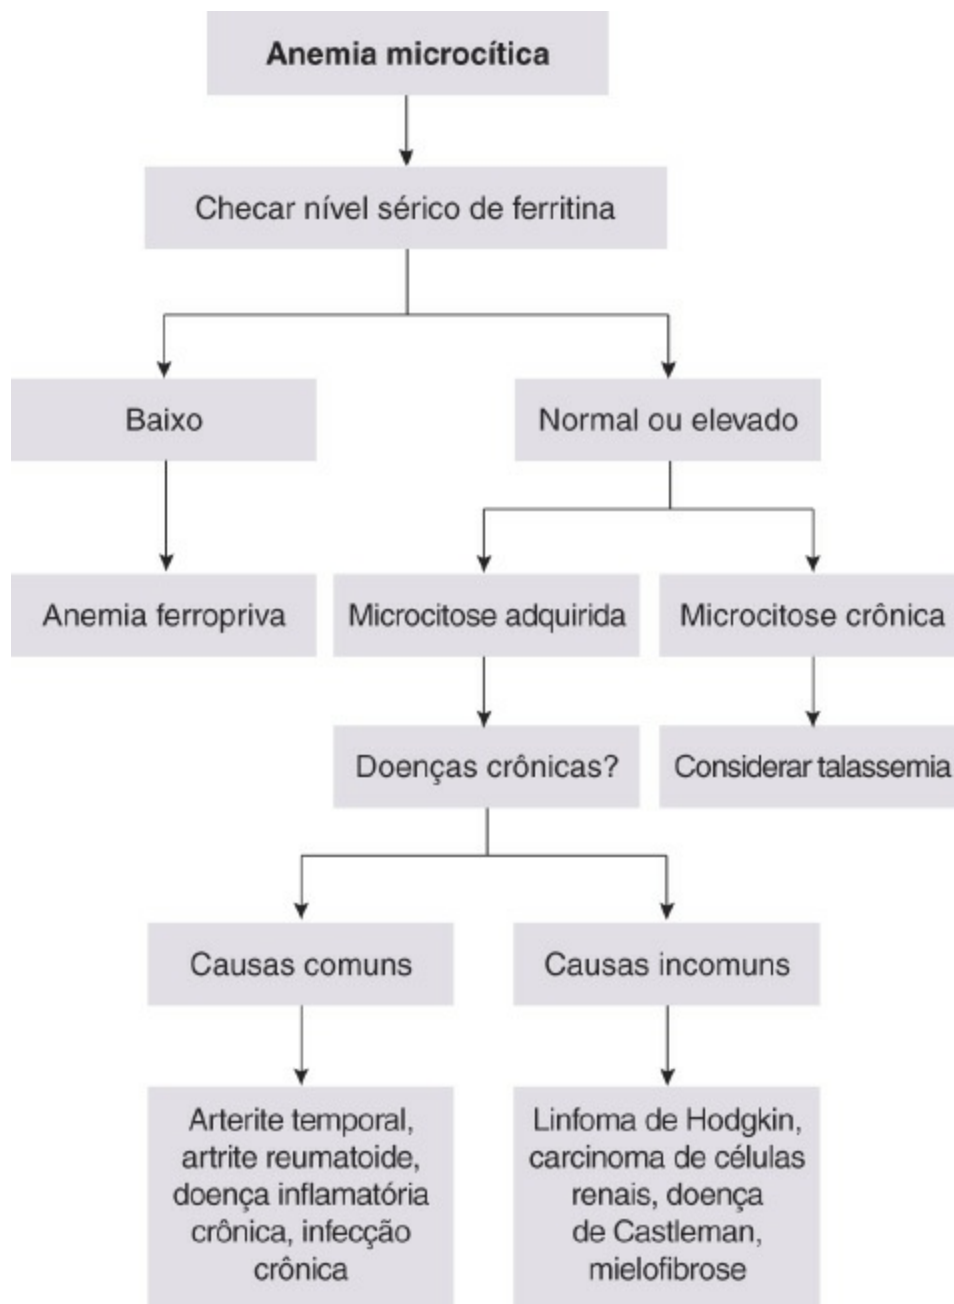 Anemia microcítica
Checar nível sérico de ferritina
Baixo
Normal ou elevado
Anemia ferropriva
Microcitose adquirida
Microcitose crônica
Doenças crônicas?
Considerar talassemia
Causas comuns
Causas incomuns
Arterite temporal,
artrite reumatoide,
doença inflamatória
crônica, infecção
crônica
Linfoma de Hodgkin,
carcinoma de células
renais, doença
de Castleman,
mielofibrose